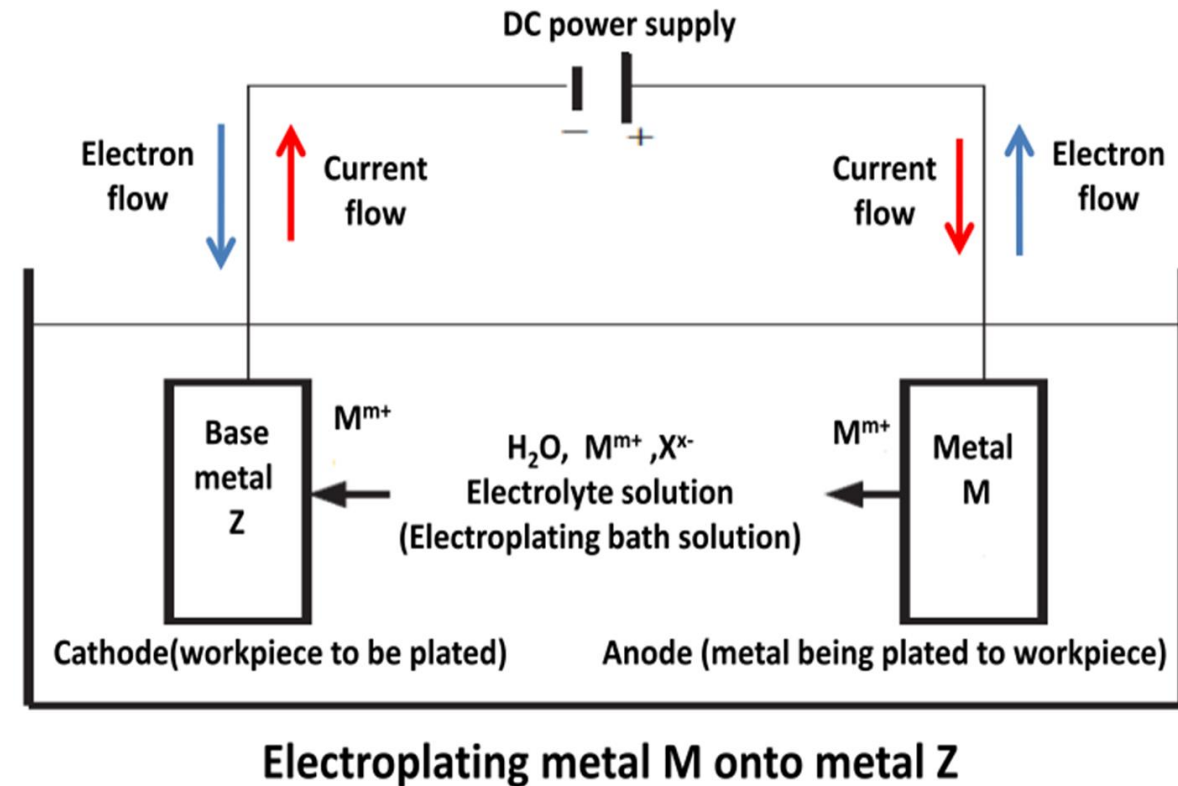 DC power supply
− +
Electron
flow
Current
flow
Current
flow
Electron
flow
Base
metal
Z
Mᵐ⁺
H₂O, Mᵐ⁺ ,Xˣ⁻
Electrolyte solution
(Electroplating bath solution)
Mᵐ⁺
Metal
M
Cathode(workpiece to be plated)
Anode (metal being plated to workpiece)
Electroplating metal M onto metal Z